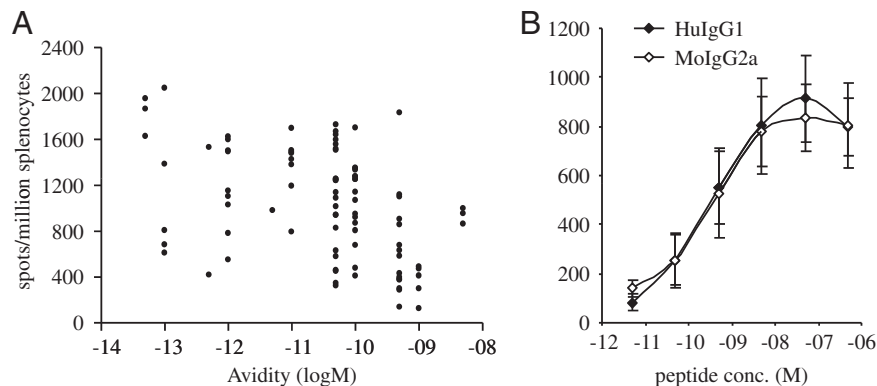 A
2400
2000
1600
1200
800
400
0
spots/million splenocytes
-14 -13 -12 -11 -10 -09 -08
Avidity (logM)
B
HuIgG1
MoIgG2a
1200
1000
800
600
400
200
0
-12 -11 -10 -09 -08 -07 -06
peptide conc. (M)